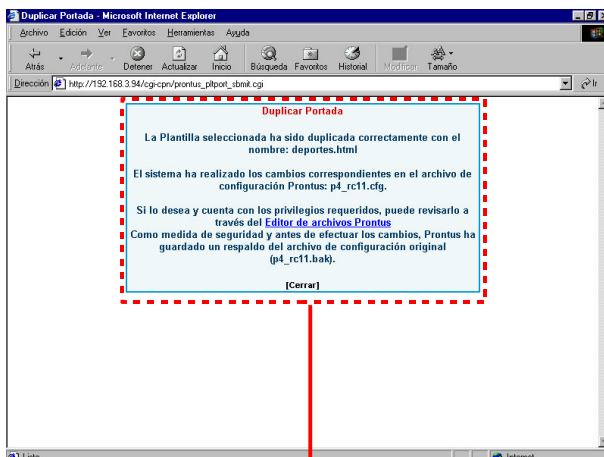 Duplicar Portada - Microsoft Internet Explorer
Archivo Edición Ver Favoritos Herramientas Ayuda
Atrás Adelante Detener Actualizar Inicio Búsqueda Favoritos Historial Modificar Tamaño
Dirección http://192.168.3.94/cgi-cpn/prontus_pltport_sbmit.cgi Ir
Duplicar Portada
La Plantilla seleccionada ha sido duplicada correctamente con el
nombre: deportes.html
El sistema ha realizado los cambios correspondientes en el archivo de
configuración Prontus: p4_rc11.cfg.
Si lo desea y cuenta con los privilegios requeridos, puede revisarlo a
través del Editor de archivos Prontus
Como medida de seguridad y antes de efectuar los cambios, Prontus ha
guardado un respaldo del archivo de configuración original
(p4_rc11.bak).
[Cerrar]
Listo Internet